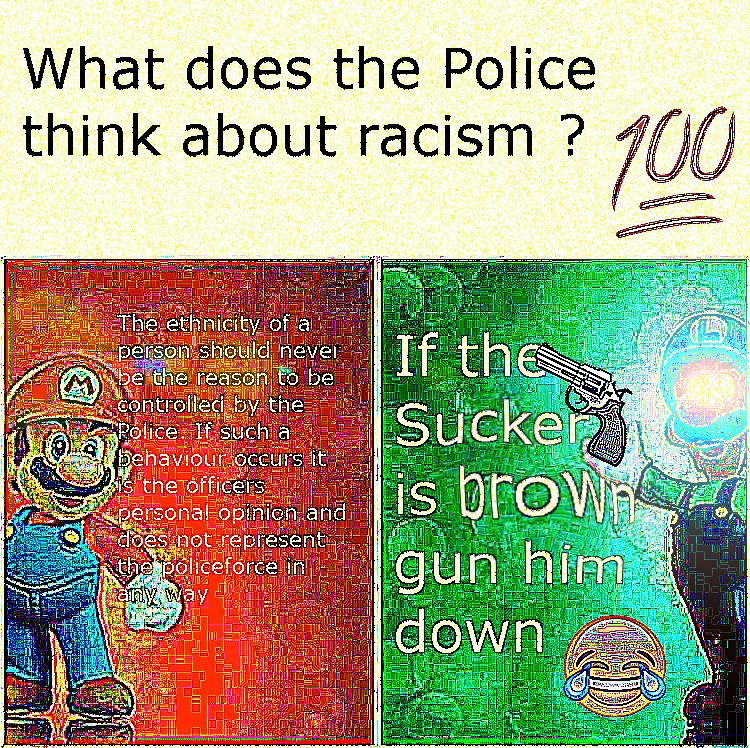 What does the Police
think about racism ?
100
The ethnicity of a
person should never
be the reason to be
controlled by the
Police. If such a
behaviour occurs it
is the officers
personal opinion and
does not represent
the policeforce in
any way
M
If the
Sucker
is brown
gun him
down
L